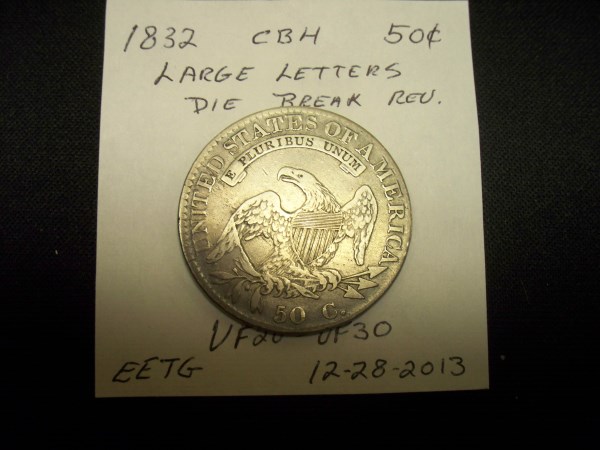 1832 CBH 50¢
LARGE LETTERS
DIE BREAK REV.
UNITED STATES OF AMERICA
E PLURIBUS UNUM
50 C.
VF20 VF30
EETG 12-28-2013